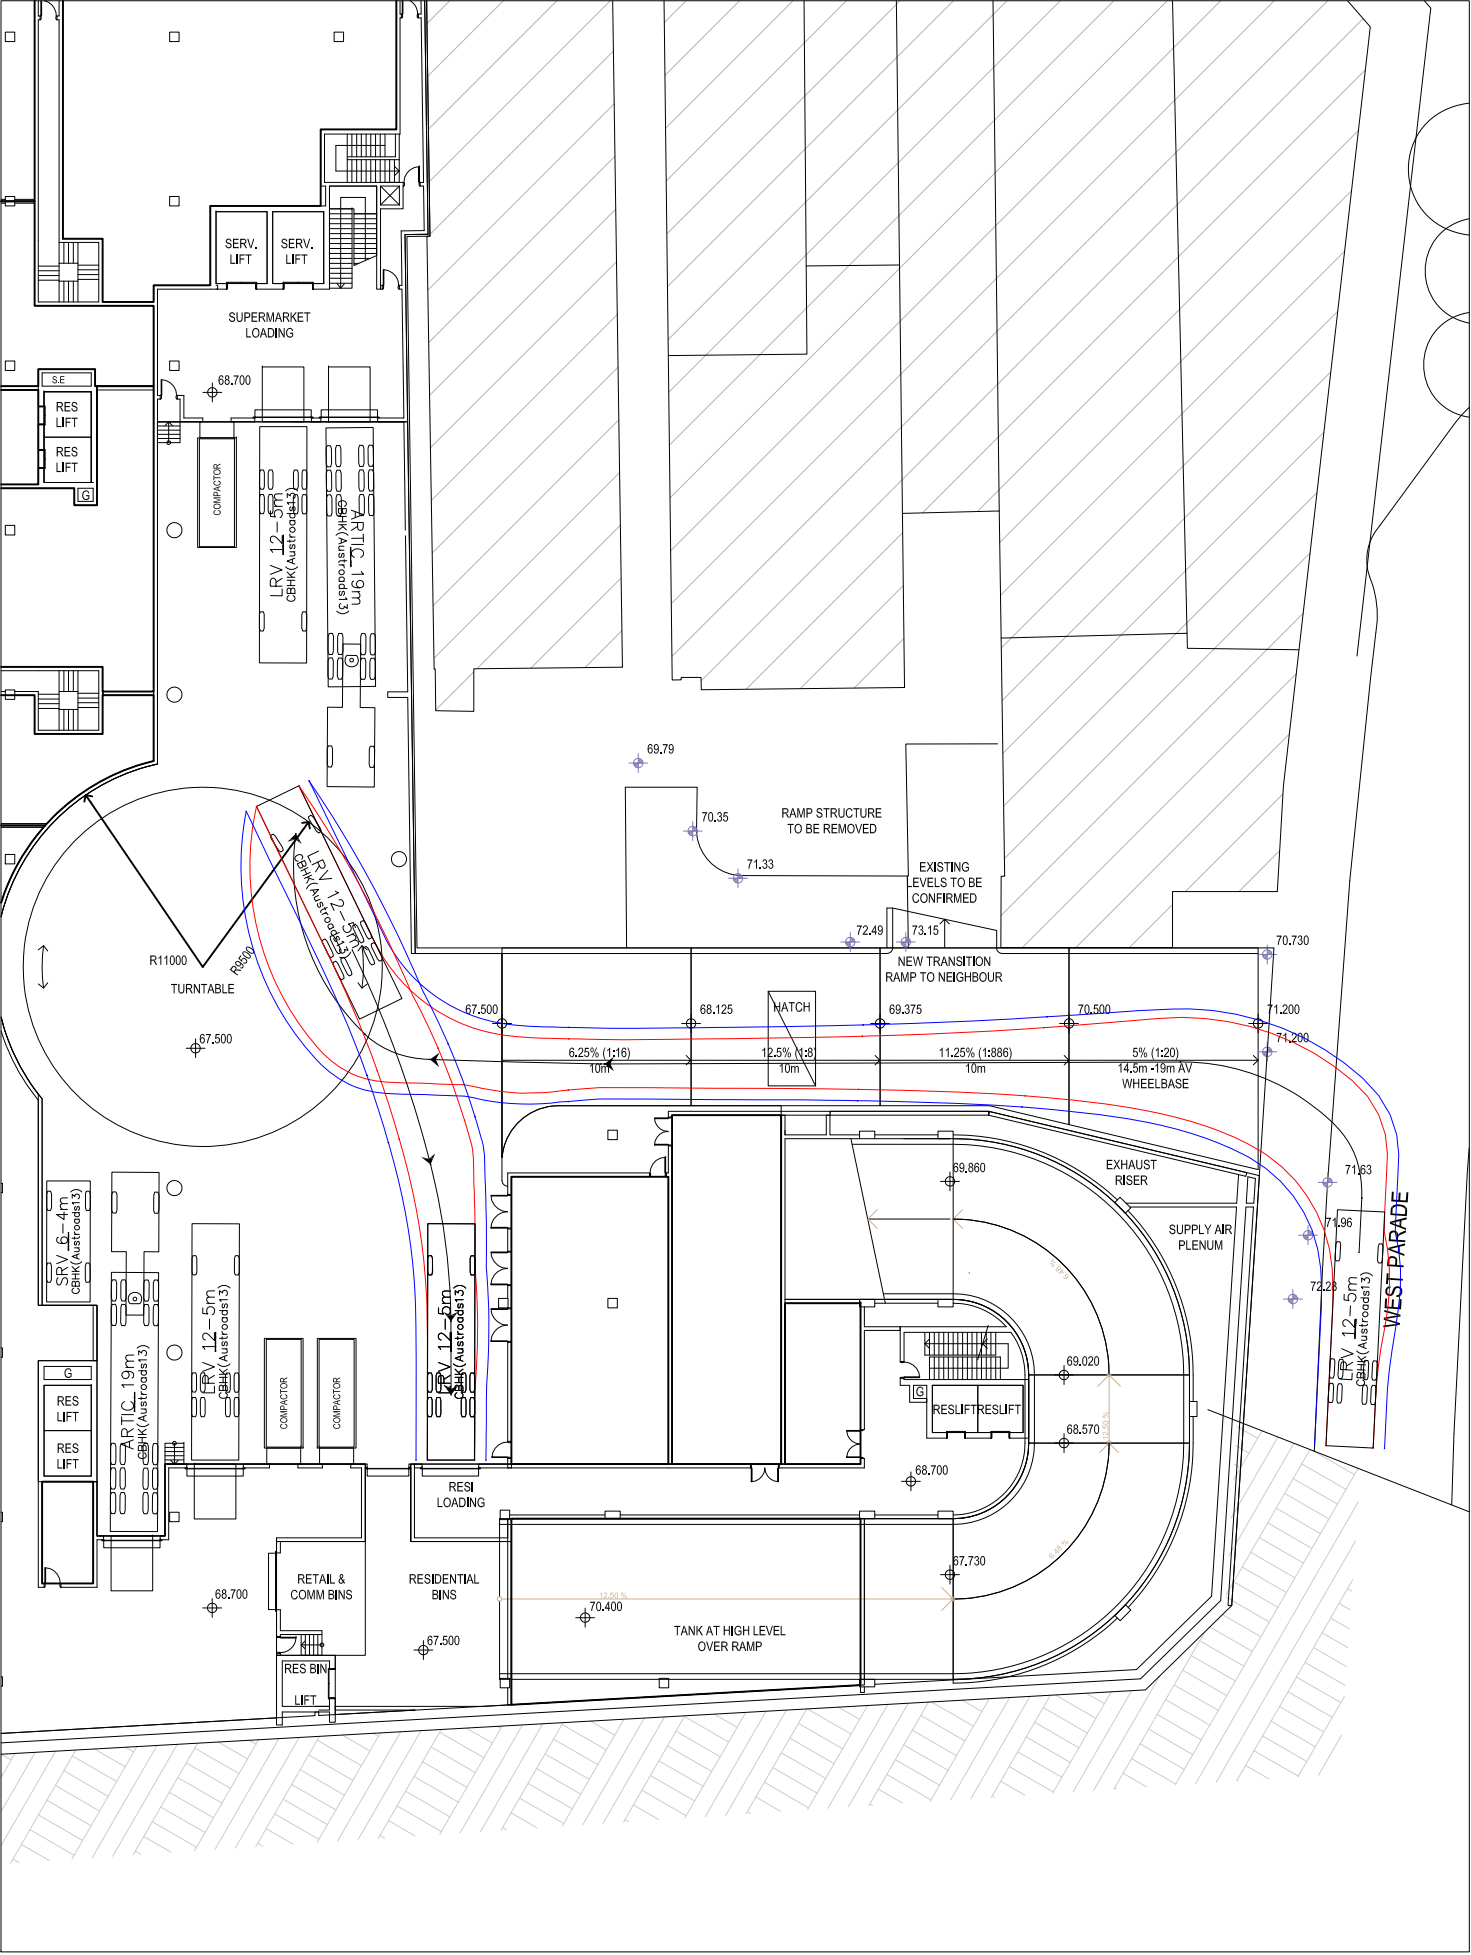 SERV.
LIFT
SERV.
LIFT
SUPERMARKET
LOADING
68.700
S.E
RES
LIFT
RES
LIFT
G
COMPACTOR
LRV 12-5m
CBHK(Austroads13)
ARTIC 19m
CBHK(Austroads13)
69.79
70.35
71.33
RAMP STRUCTURE
TO BE REMOVED
EXISTING
LEVELS TO BE
CONFIRMED
LRV 12-5m
CBHK(Austroads13)
R11000
R9500
TURNTABLE
67.500
72.49
73.15
NEW TRANSITION
RAMP TO NEIGHBOUR
70.730
67.500
68.125
HATCH
69.375
70.500
71.200
71.200
6.25% (1:16)
10m
12.5% (1:8)
10m
11.25% (1:886)
10m
5% (1:20)
14.5m -19m AV
WHEELBASE
69.860
EXHAUST
RISER
SUPPLY AIR
PLENUM
71.63
71.96
72.28
WEST PARADE
LRV 12-5m
CBHK(Austroads13)
SRV 6-4m
CBHK(Austroads13)
ARTIC 19m
CBHK(Austroads13)
LRV 12-5m
CBHK(Austroads13)
COMPACTOR
COMPACTOR
LRV 12-5m
CBHK(Austroads13)
G
RES
LIFT
RES
LIFT
69.020
68.570
12.50 %
G
RESLIFT
RESLIFT
68.700
RESI
LOADING
RETAIL &
COMM BINS
RESIDENTIAL
BINS
68.700
67.500
RES BIN
LIFT
12.50 %
70.400
TANK AT HIGH LEVEL
OVER RAMP
67.730